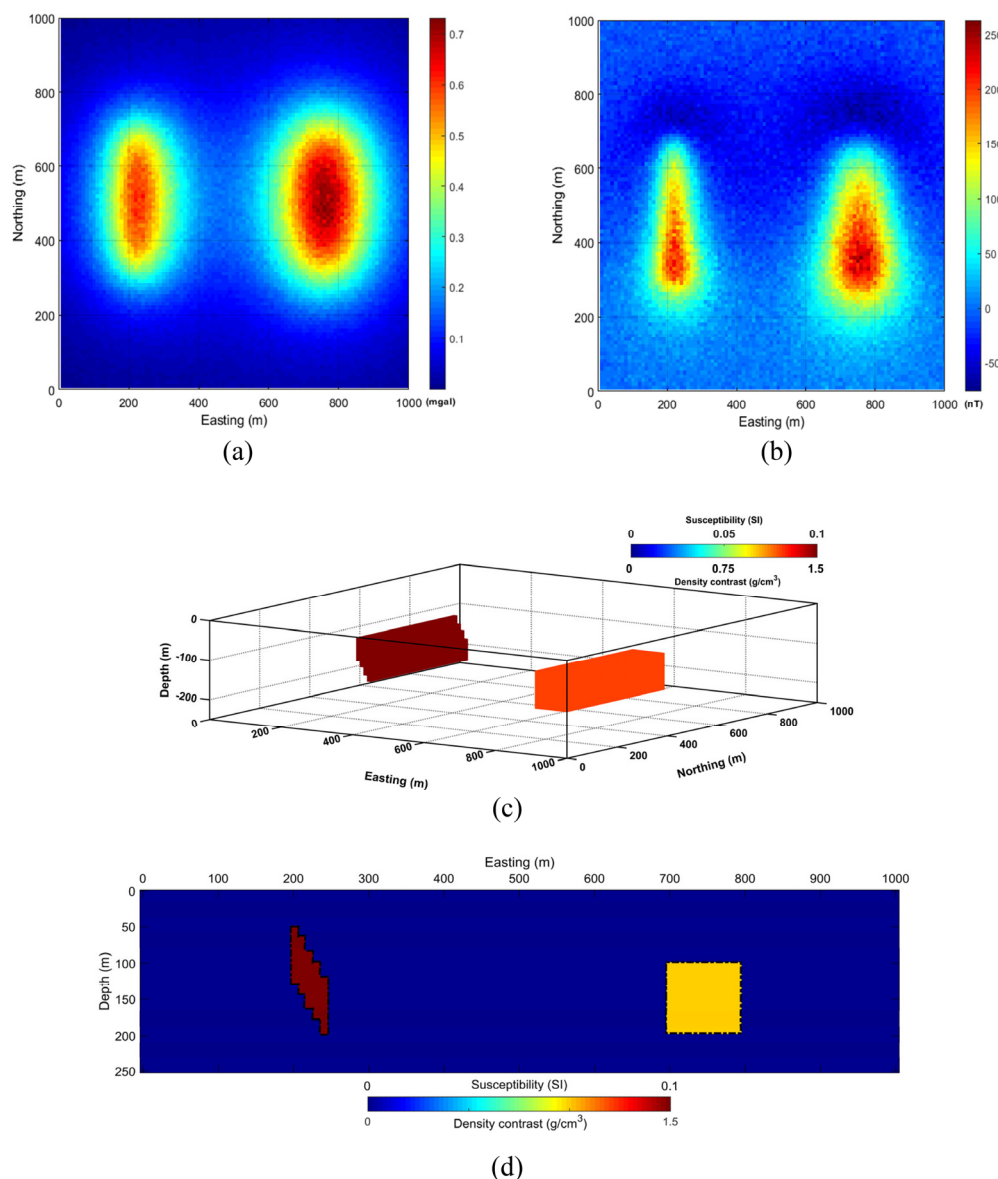 1000
800
600
400
200
0
Northing (m)
0 200 400 600 800 1000
Easting (m)
0.7
0.6
0.5
0.4
0.3
0.2
0.1
(mgal)
(a)
1000
800
600
400
200
0
Northing (m)
0 200 400 600 800 1000
Easting (m)
250
200
150
100
50
0
-50
(nT)
(b)
Susceptibility (SI)
0 0.05 0.1
0 0.75 1.5
Density contrast (g/cm3)
0
-100
-200
Depth (m)
0
200
400
600
800
1000
Easting (m)
0
200
400
600
800
1000
Northing (m)
(c)
Easting (m)
0 100 200 300 400 500 600 700 800 900 1000
0
50
100
150
200
250
Depth (m)
0 Susceptibility (SI) 0.1
0 Density contrast (g/cm3) 1.5
(d)